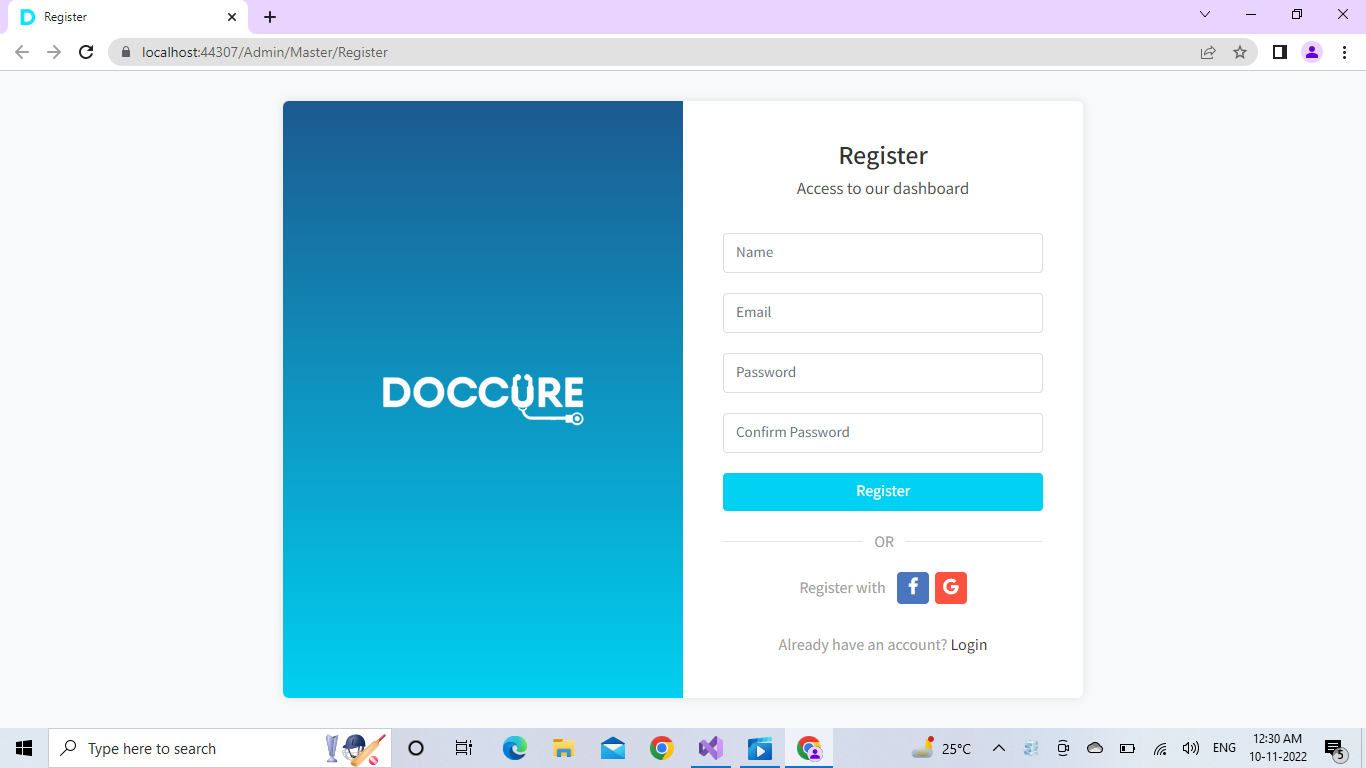 Register
localhost:44307/Admin/Master/Register
Register
Access to our dashboard
Name
Email
Password
Confirm Password
Register
OR
Register with
Already have an account? Login
DOCCURE
Type here to search
25°C
ENG
12:30 AM
10-11-2022
5